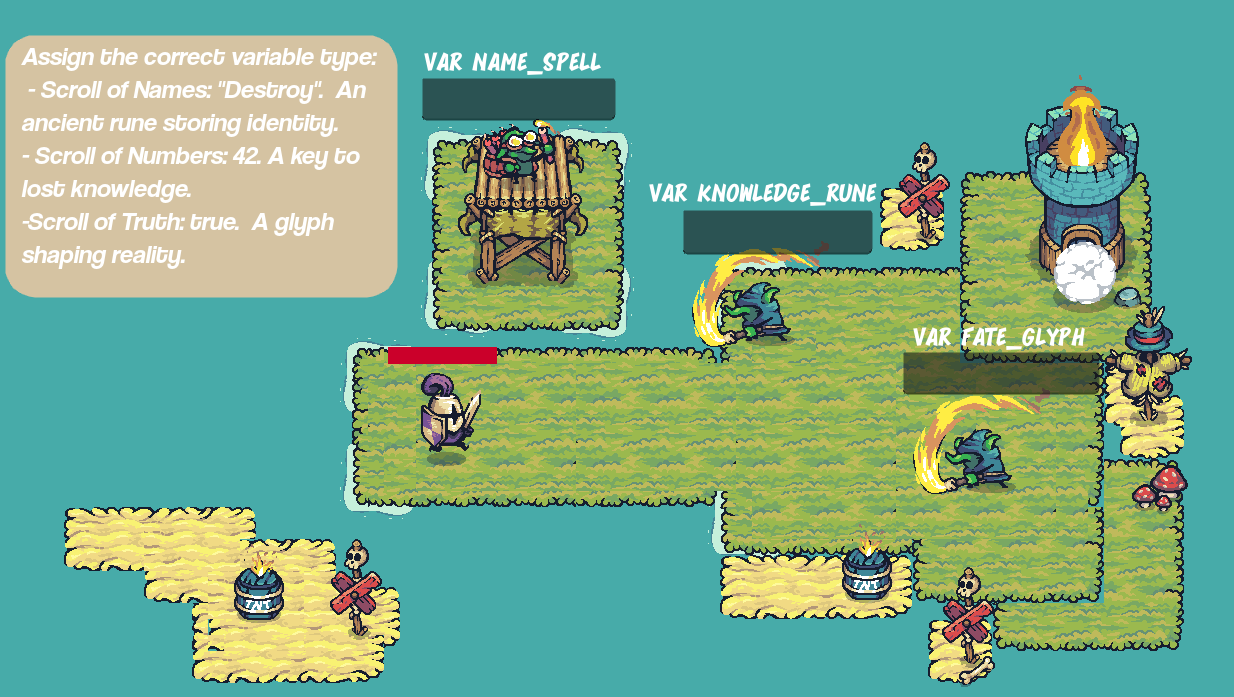 Assign the correct variable type:
- Scroll of Names: "Destroy". An
ancient rune storing identity.
- Scroll of Numbers: 42. A key to
lost knowledge.
-Scroll of Truth: true. A glyph
shaping reality.
VAR NAME_SPELL
VAR KNOWLEDGE_RUNE
VAR FATE_GLYPH
TNT
TNT